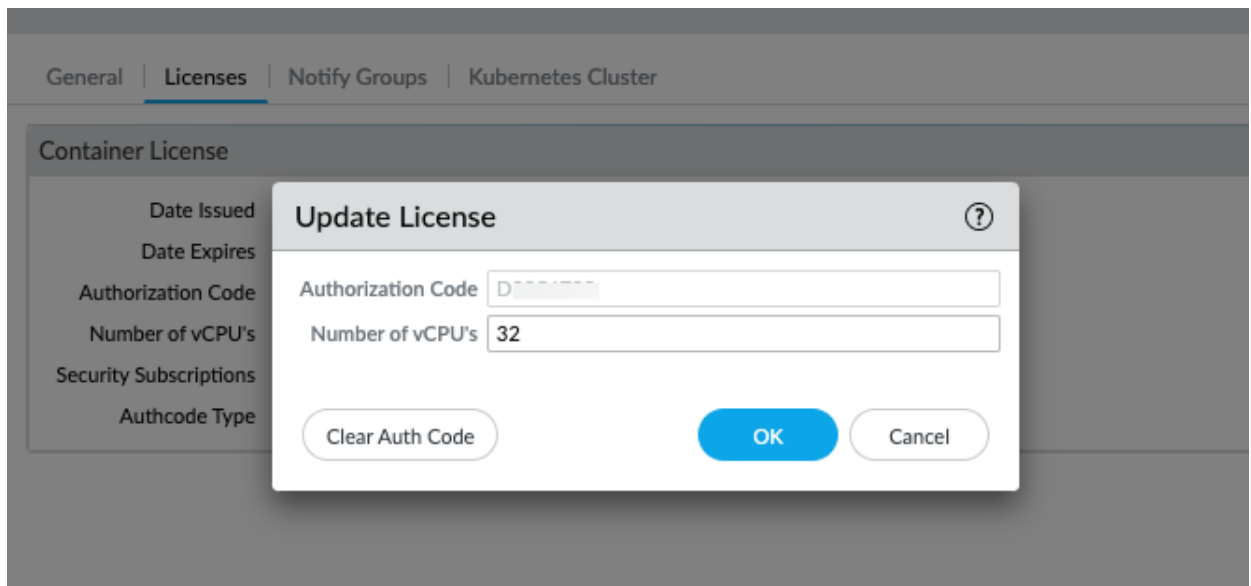 General | Licenses | Notify Groups | Kubernetes Cluster
Container License
Date Issued
Date Expires
Authorization Code
Number of vCPU's
Security Subscriptions
Authcode Type
Update License ?
Authorization Code
Number of vCPU's 32
Clear Auth Code OK Cancel